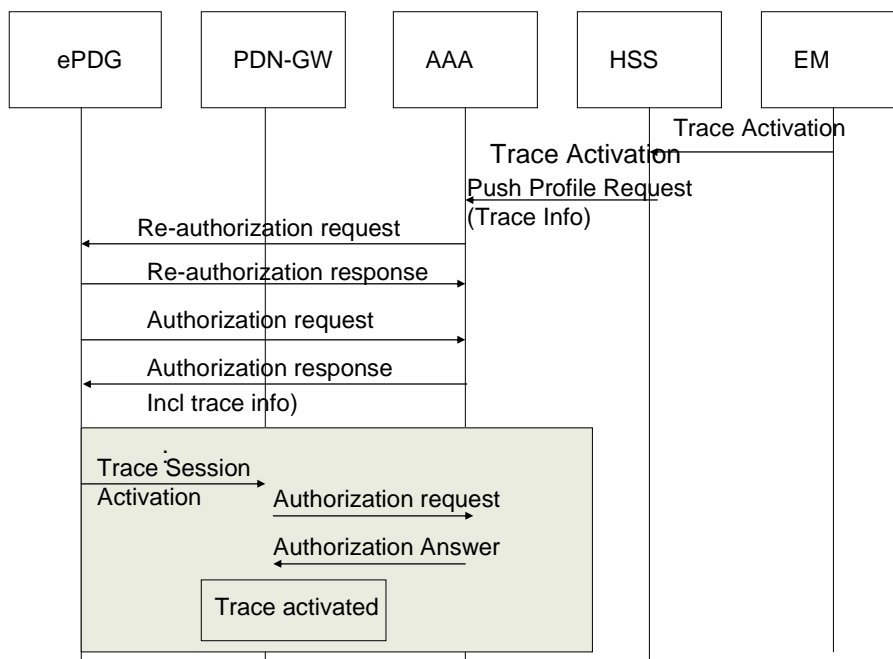 ePDG
PDN-GW
AAA
HSS
EM
Trace Activation
Trace Activation
Push Profile Request
(Trace Info)
Re-authorization request
Re-authorization response
Authorization request
Authorization response
Incl trace info)
:
Trace Session
Activation
Authorization request
Authorization Answer
Trace activated